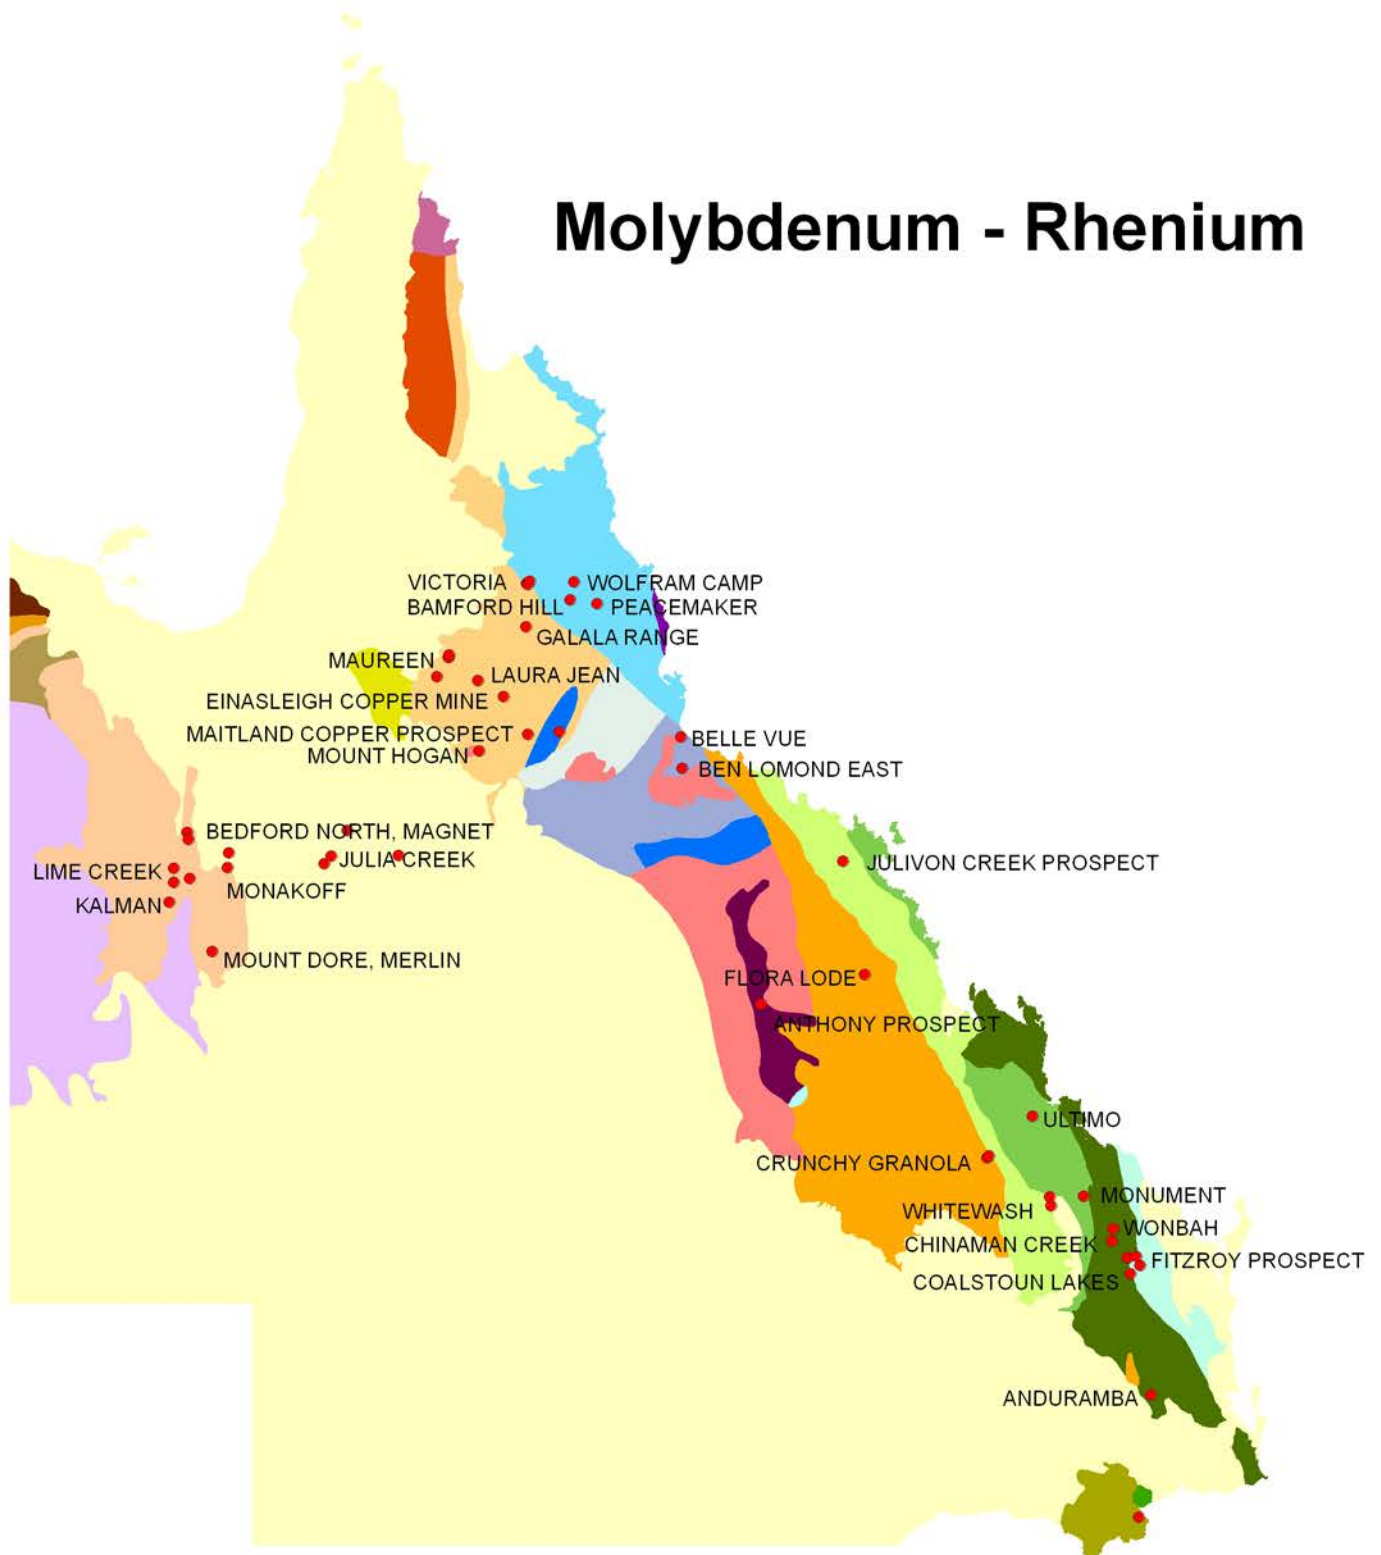 Molybdenum - Rhenium
VICTORIA
WOLFRAM CAMP
BAMFORD HILL
PEACEMAKER
GALALA RANGE
MAUREEN
LAURA JEAN
EINASLEIGH COPPER MINE
MAITLAND COPPER PROSPECT
BELLE VUE
MOUNT HOGAN
BEN LOMOND EAST
BEDFORD NORTH, MAGNET
JULIA CREEK
JULIVON CREEK PROSPECT
LIME CREEK
MONAKOFF
KALMAN
MOUNT DORE, MERLIN
FLORA LODE
ANTHONY PROSPECT
ULTIMO
CRUNCHY GRANOLA
MONUMENT
WHITEWASH
WONBAH
CHINAMAN CREEK
FITZROY PROSPECT
COALSTOUN LAKES
ANDURAMBA